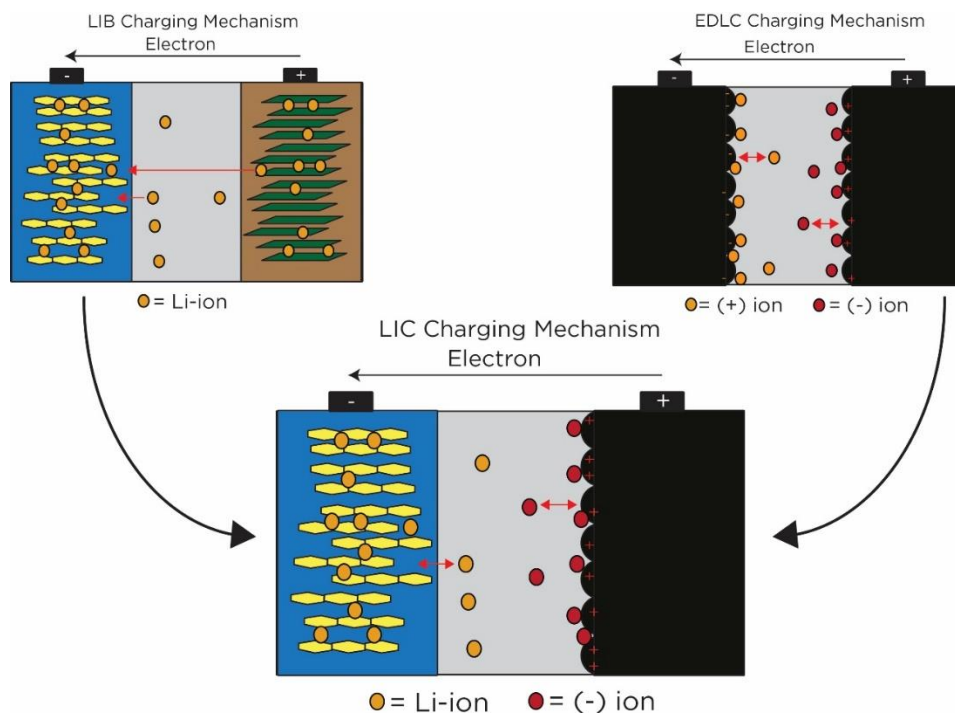 LIB Charging Mechanism
Electron
- +
= Li-ion
EDLC Charging Mechanism
Electron
- +
= (+) ion = (-) ion
LIC Charging Mechanism
Electron
- +
= Li-ion = (-) ion